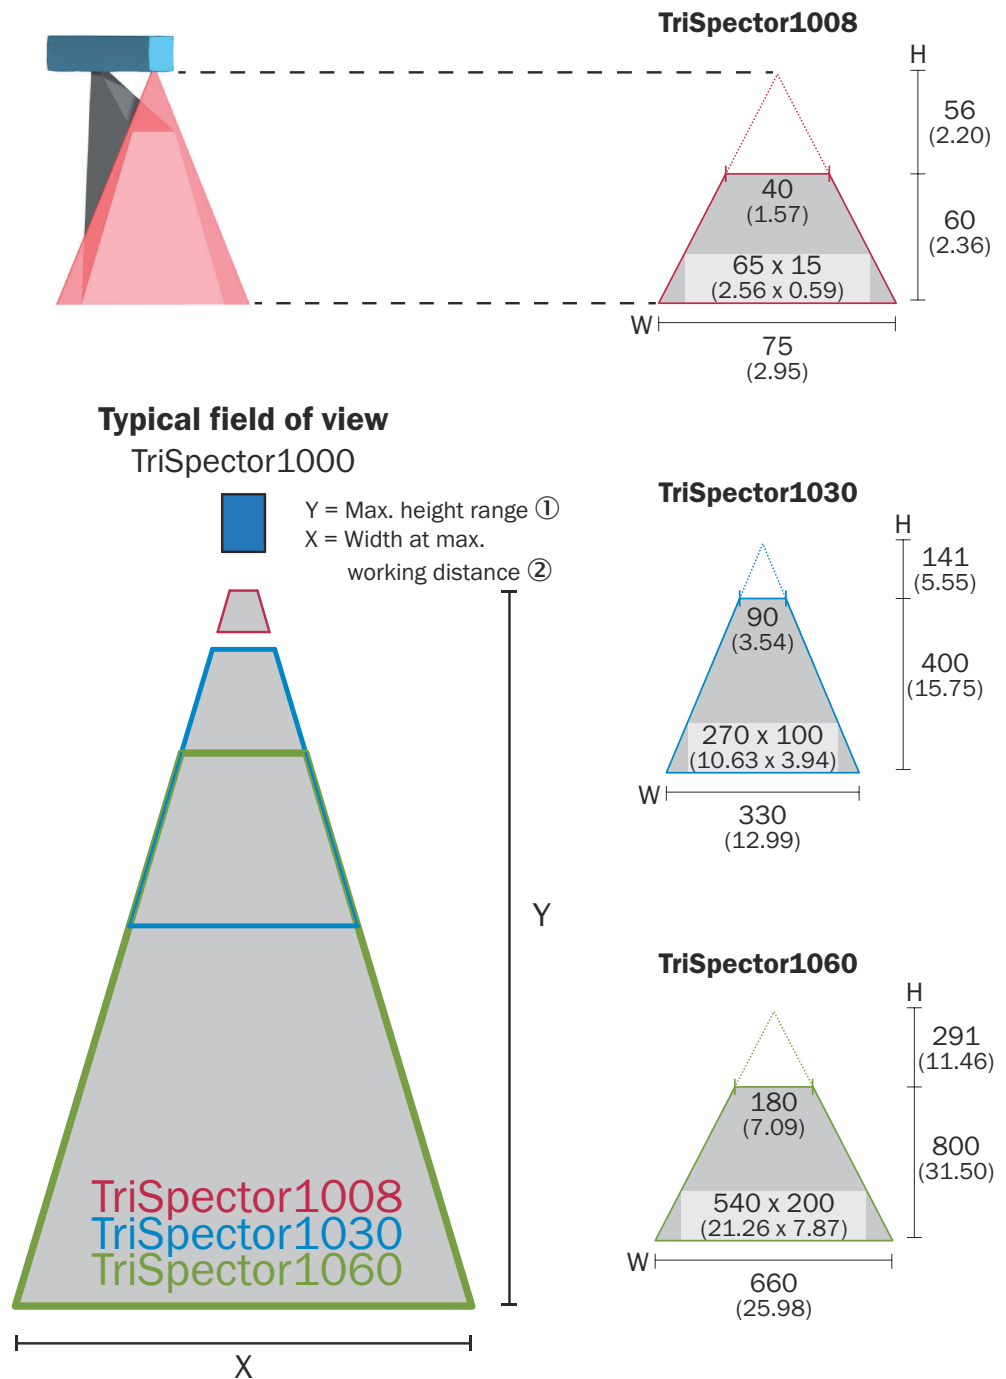 TriSpector1008
H
56
(2.20)
40
(1.57)
60
(2.36)
65 x 15
(2.56 x 0.59)
W
75
(2.95)
Typical field of view
TriSpector1000
Y = Max. height range ①
X = Width at max.
working distance ②
Y
TriSpector1008
TriSpector1030
TriSpector1060
X
TriSpector1030
H
141
(5.55)
90
(3.54)
400
(15.75)
270 x 100
(10.63 x 3.94)
W
330
(12.99)
TriSpector1060
H
291
(11.46)
180
(7.09)
800
(31.50)
540 x 200
(21.26 x 7.87)
W
660
(25.98)